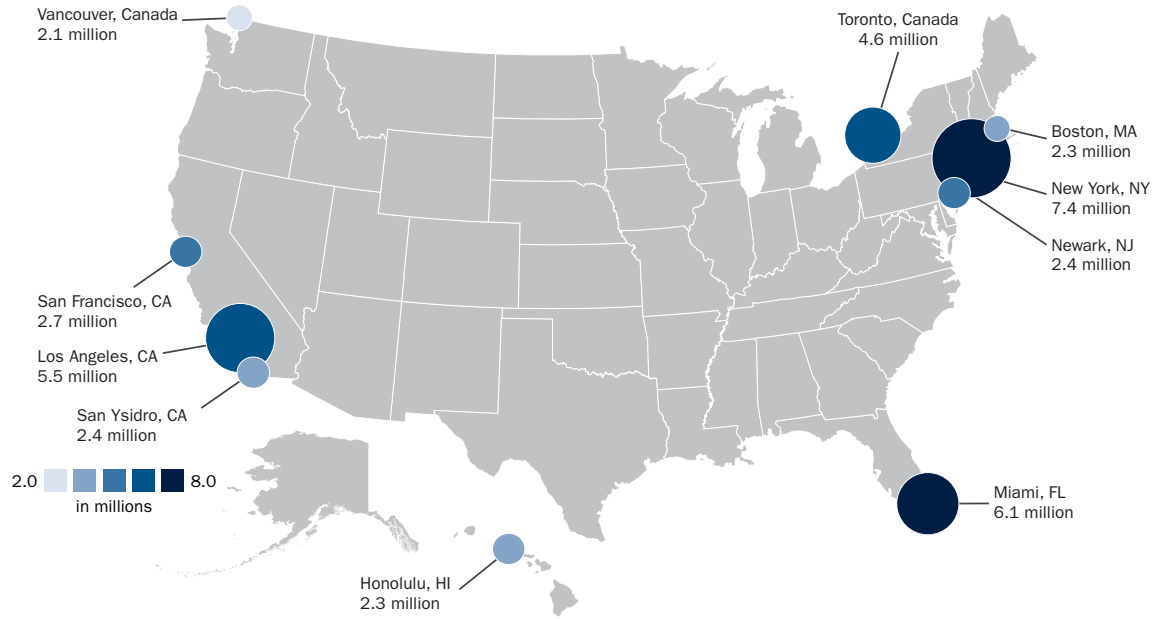 Vancouver, Canada
2.1 million
Toronto, Canada
4.6 million
Boston, MA
2.3 million
New York, NY
7.4 million
Newark, NJ
2.4 million
San Francisco, CA
2.7 million
Los Angeles, CA
5.5 million
San Ysidro, CA
2.4 million
2.0 8.0
in millions
Miami, FL
6.1 million
Honolulu, HI
2.3 million